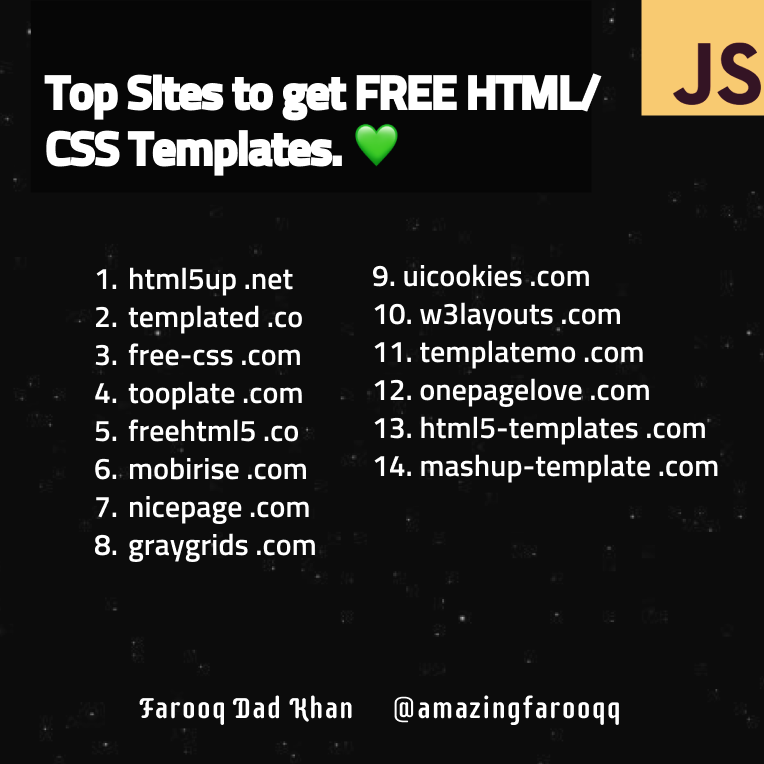 JS
Top Sites to get FREE HTML/
CSS Templates. 💚
1. html5up .net
2. templated .co
3. free-css .com
4. tooplate .com
5. freehtml5 .co
6. mobirise .com
7. nicepage .com
8. graygrids .com
9. uicookies .com
10. w3layouts .com
11. templatemo .com
12. onepagelove .com
13. html5-templates .com
14. mashup-template .com
Farooq Dad Khan @amazingfarooqq